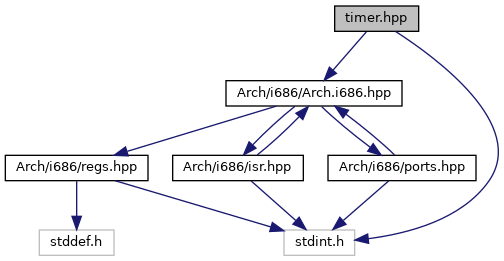 timer.hpp
Arch/i686/Arch.i686.hpp
Arch/i686/regs.hpp
Arch/i686/isr.hpp
Arch/i686/ports.hpp
stddef.h
stdint.h